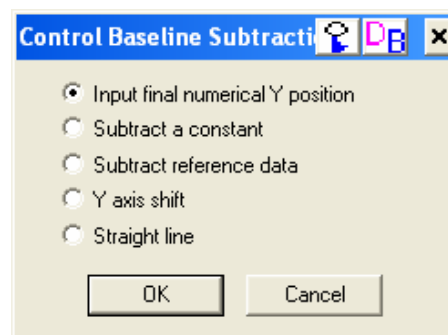 Control Baseline Subtracti
DB
Input final numerical Y position
Subtract a constant
Subtract reference data
Y axis shift
Straight line
OK Cancel